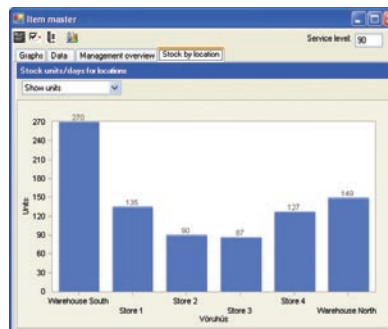 Item master
Service level: 90
Graphs Data Management overview Stock by location
Stock units/days for locations
Show units
270
240
210
180
150
120
90
60
30
0
Units
270
135
90
87
127
149
Warehouse South
Store 1
Store 2
Store 3
Store 4
Warehouse North
Vöruhús